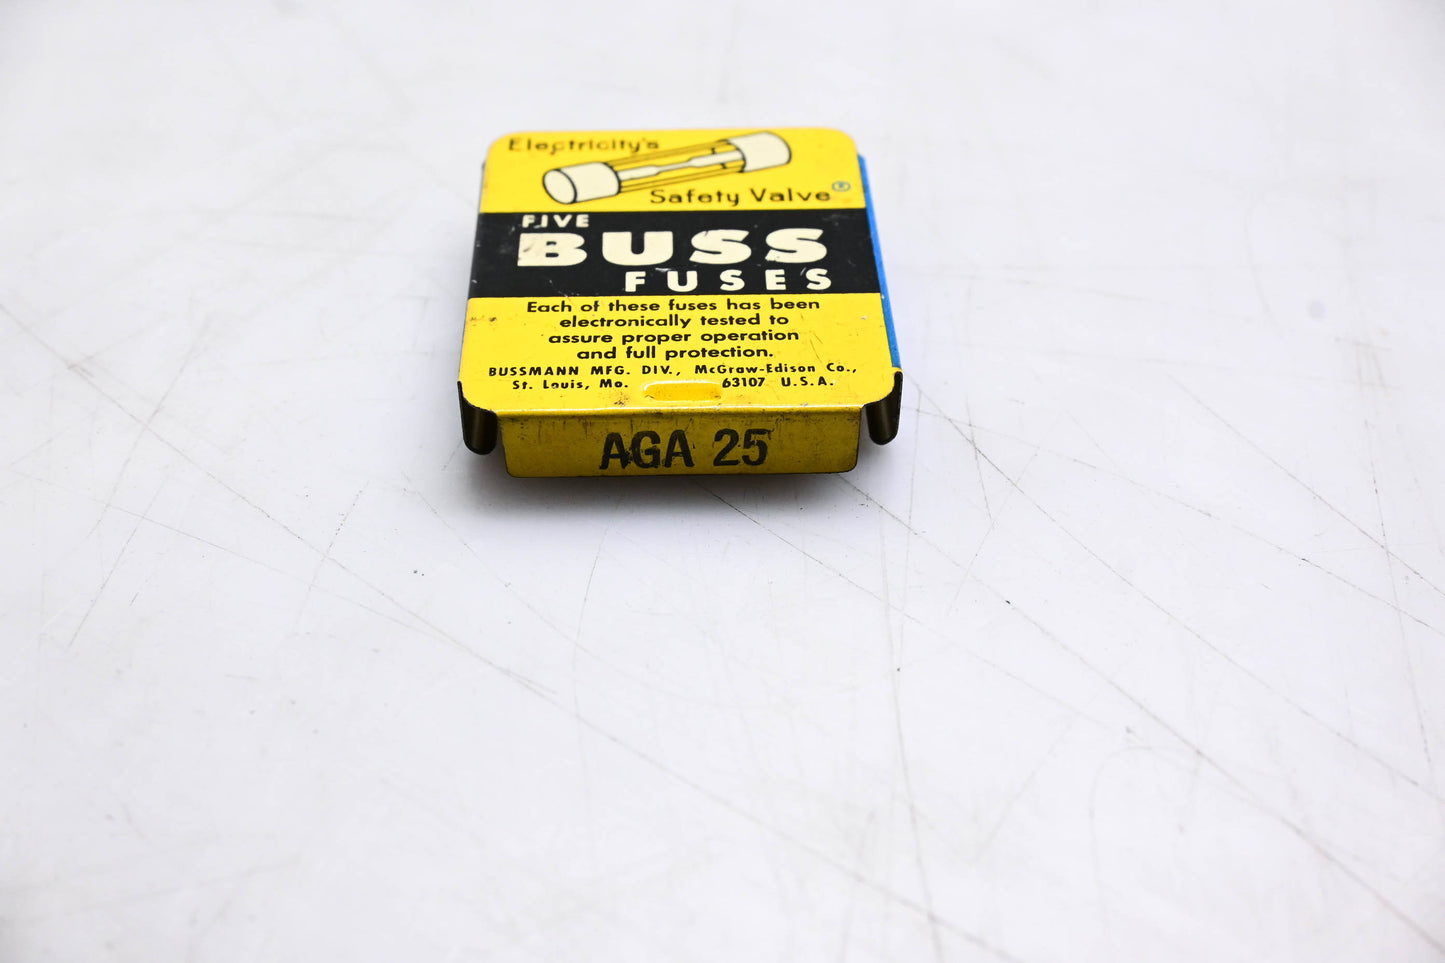 Electricity's
Safety Valve®
FIVE
BUSS
FUSES
Each of these fuses has been
electronically tested to
assure proper operation
and full protection.
BUSSMANN MFG. DIV., McGraw-Edison Co.,
St. Louis, Mo. 63107 U.S.A.
AGA 25